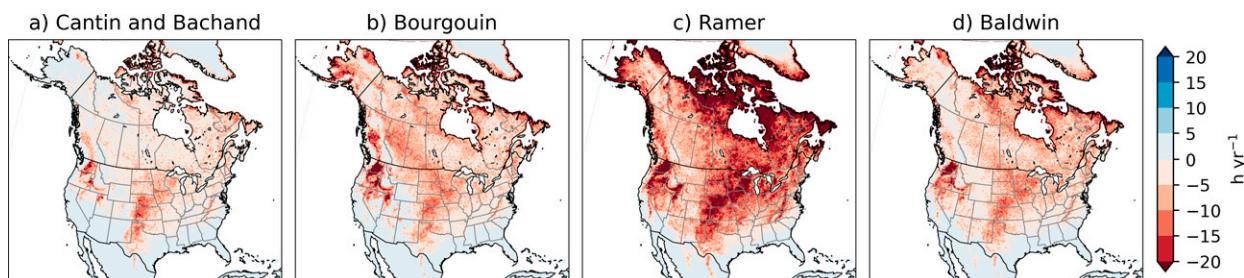 a) Cantin and Bachand
b) Bourgouin
c) Ramer
d) Baldwin
20
15
10
5
0
−5
−10
−15
−20
h yr⁻¹